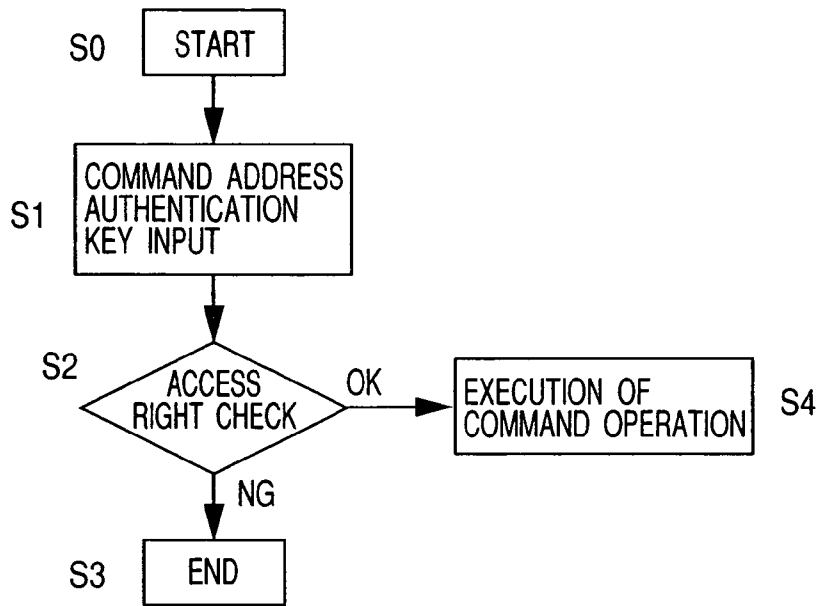 S0
START
S1
COMMAND ADDRESS
AUTHENTICATION
KEY INPUT
S2
ACCESS
RIGHT CHECK
OK
EXECUTION OF
COMMAND OPERATION
S4
NG
S3
END